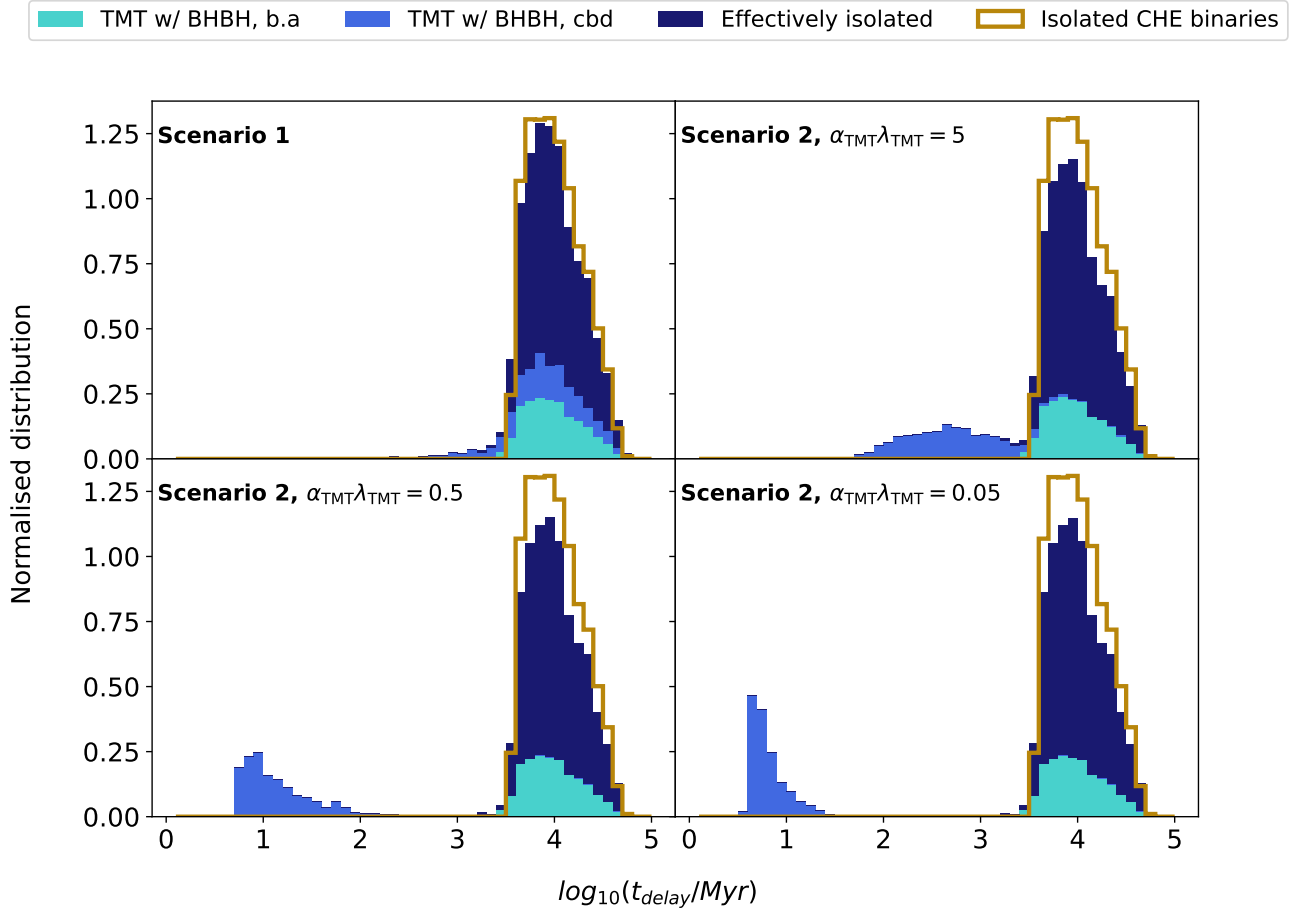 TMT w/ BHBH, b.a
TMT w/ BHBH, cbd
Effectively isolated
Isolated CHE binaries
Scenario 1
Scenario 2, α_TMT λ_TMT = 5
1.25
1.00
0.75
0.50
0.25
0.00
Scenario 2, α_TMT λ_TMT = 0.5
Scenario 2, α_TMT λ_TMT = 0.05
1.25
1.00
0.75
0.50
0.25
0.00
0 1 2 3 4 5
0 1 2 3 4 5
Normalised distribution
log₁₀(t_delay/Myr)